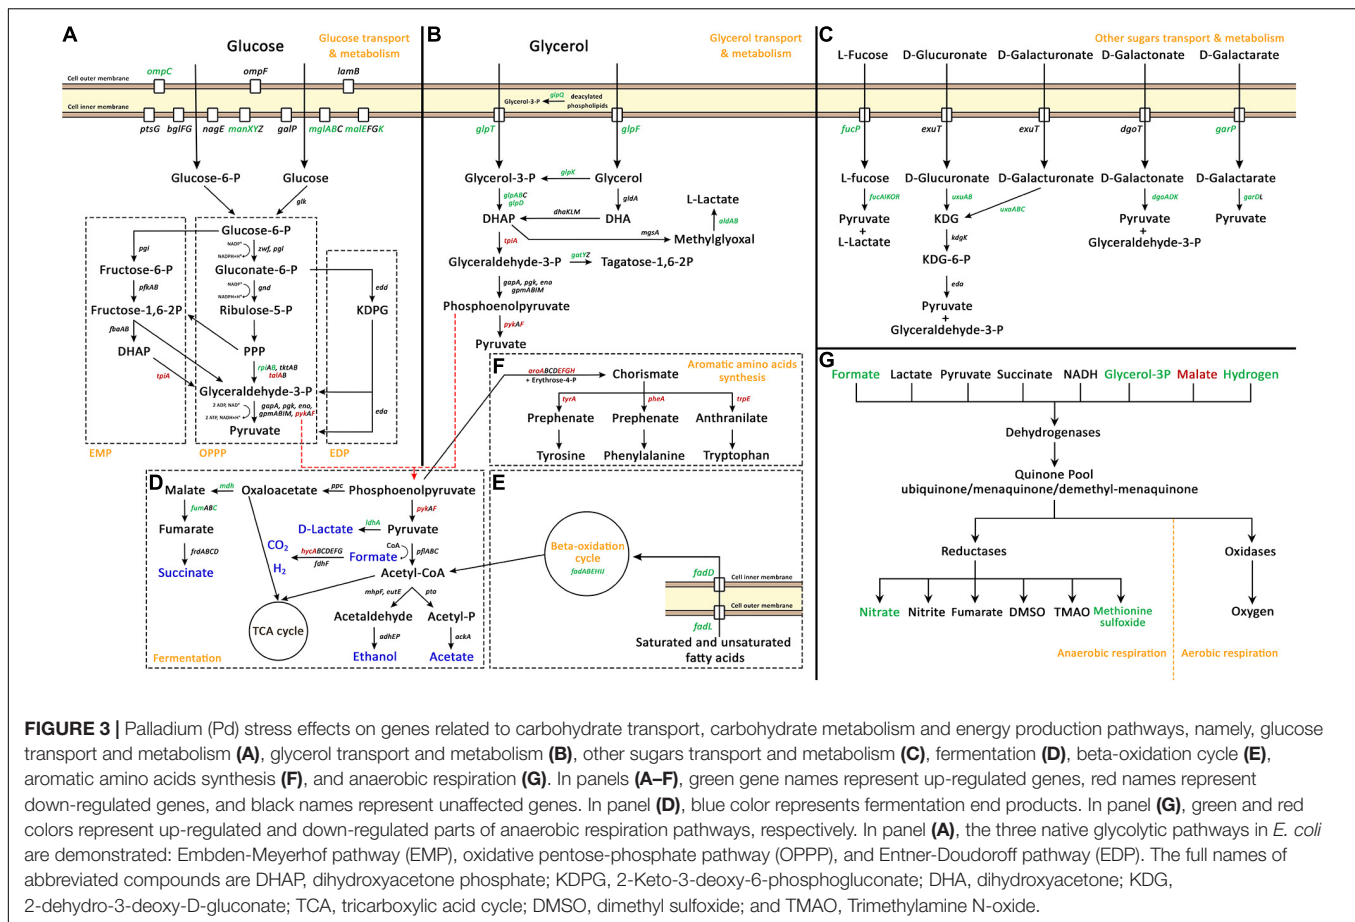 A
Glucose
Glucose transport
& metabolism
ompC
ompF
lamB
Cell outer membrane
Cell inner membrane
ptsG
bglFG
nagE
manXYZ
galP
mglABC
malEFGK
Glucose-6-P
Glucose
glk
Glucose-6-P
pgi
NADP+
NADPH+H+
zwf, pgl
Fructose-6-P
Gluconate-6-P
pfkAB
NADP+
NADPH+H+
gnd
edd
Fructose-1,6-2P
Ribulose-5-P
KDPG
fbaAB
DHAP
PPP
rpiAB, tktAB
talAB
tpiA
Glyceraldehyde-3-P
2 ADP, NAD+
2 ATP, NADH+H+
gapA, pgk, eno,
gpmABIM, pykAF
eda
Pyruvate
EMP
OPPP
EDP
B
Glycerol
Glycerol transport
& metabolism
Glycerol-3-P
glpQ
deacylated
phospholipids
glpT
glpF
Glycerol-3-P
glpK
Glycerol
glpABC
glpD
gldA
L-Lactate
DHAP
dhaKLM
DHA
aldAB
tpiA
mgsA
Methylglyoxal
Glyceraldehyde-3-P
gatYZ
Tagatose-1,6-2P
gapA, pgk, eno
gpmABIM
Phosphoenolpyruvate
pykAF
Pyruvate
C
Other sugars transport & metabolism
L-Fucose
D-Glucuronate
D-Galacturonate
D-Galactonate
D-Galactarate
fucP
exuT
exuT
dgoT
garP
L-fucose
D-Glucuronate
D-Galacturonate
D-Galactonate
D-Galactarate
fucAIKOR
uxuAB
uxaABC
dgoADK
garDL
Pyruvate
+
L-Lactate
KDG
kdgK
KDG-6-P
eda
Pyruvate
+
Glyceraldehyde-3-P
Pyruvate
+
Glyceraldehyde-3-P
Pyruvate
F
Aromatic amino acids
synthesis
aroABCDEFGH
+ Erythrose-4-P
Chorismate
tyrA
pheA
trpE
Prephenate
Prephenate
Anthranilate
Tyrosine
Phenylalanine
Tryptophan
D
Malate
mdh
Oxaloacetate
ppc
Phosphoenolpyruvate
fumABC
pykAF
Fumarate
D-Lactate
ldhA
Pyruvate
frdABCD
CO2
H2
hycABCDEFG
fdhF
Formate
CoA
pflABC
Succinate
Acetyl-CoA
mhpF, eutE
pta
TCA cycle
Acetaldehyde
Acetyl-P
adhEP
ackA
Fermentation
Ethanol
Acetate
E
Beta-oxidation
cycle
fadABEHIJ
fadD
Cell inner membrane
Cell outer membrane
fadL
Saturated and unsaturated
fatty acids
G
Formate
Lactate
Pyruvate
Succinate
NADH
Glycerol-3P
Malate
Hydrogen
Dehydrogenases
Quinone Pool
ubiquinone/menaquinone/demethyl-menaquinone
Reductases
Oxidases
Nitrate
Nitrite
Fumarate
DMSO
TMAO
Methionine
sulfoxide
Oxygen
Anaerobic respiration
Aerobic respiration
FIGURE 3 | Palladium (Pd) stress effects on genes related to carbohydrate transport, carbohydrate metabolism and energy production pathways, namely, glucose
transport and metabolism (A), glycerol transport and metabolism (B), other sugars transport and metabolism (C), fermentation (D), beta-oxidation cycle (E),
aromatic amino acids synthesis (F), and anaerobic respiration (G). In panels (A–F), green gene names represent up-regulated genes, red names represent
down-regulated genes, and black names represent unaffected genes. In panel (D), blue color represents fermentation end products. In panel (G), green and red
colors represent up-regulated and down-regulated parts of anaerobic respiration pathways, respectively. In panel (A), the three native glycolytic pathways in E. coli
are demonstrated: Embden-Meyerhof pathway (EMP), oxidative pentose-phosphate pathway (OPPP), and Entner-Doudoroff pathway (EDP). The full names of
abbreviated compounds are DHAP, dihydroxyacetone phosphate; KDPG, 2-Keto-3-deoxy-6-phosphogluconate; DHA, dihydroxyacetone; KDG,
2-dehydro-3-deoxy-D-gluconate; TCA, tricarboxylic acid cycle; DMSO, dimethyl sulfoxide; and TMAO, Trimethylamine N-oxide.